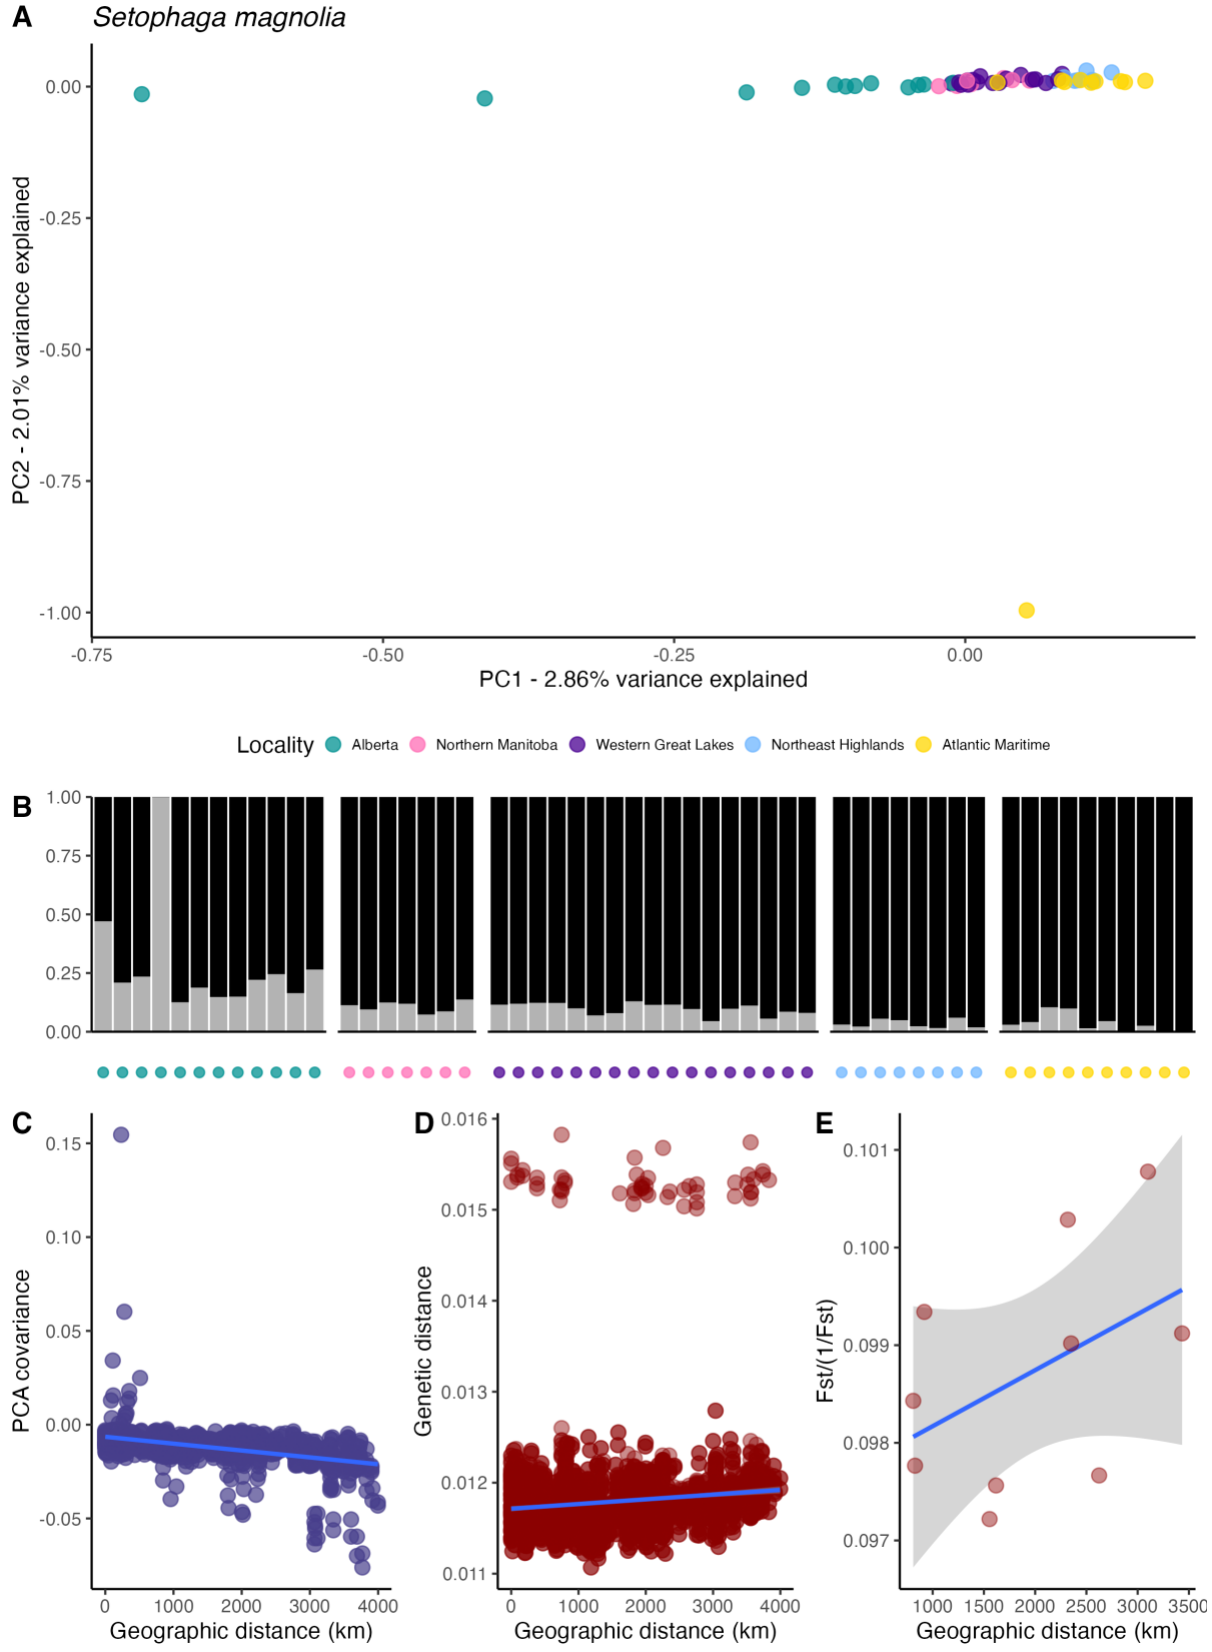 A Setophaga magnolia
0.00
-0.25
-0.50
-0.75
-1.00
PC2 - 2.01% variance explained
-0.75 -0.50 -0.25 0.00
PC1 - 2.86% variance explained
Locality Alberta Northern Manitoba Western Great Lakes Northeast Highlands Atlantic Maritime
B
1.00
0.75
0.50
0.25
0.00
C
0.15
0.10
0.05
0.00
-0.05
PCA covariance
0 1000 2000 3000 4000
Geographic distance (km)
D
0.016
0.015
0.014
0.013
0.012
0.011
Genetic distance
0 1000 2000 3000 4000
Geographic distance (km)
E
0.101
0.100
0.099
0.098
0.097
Fst/(1/Fst)
1000 1500 2000 2500 3000 3500
Geographic distance (km)